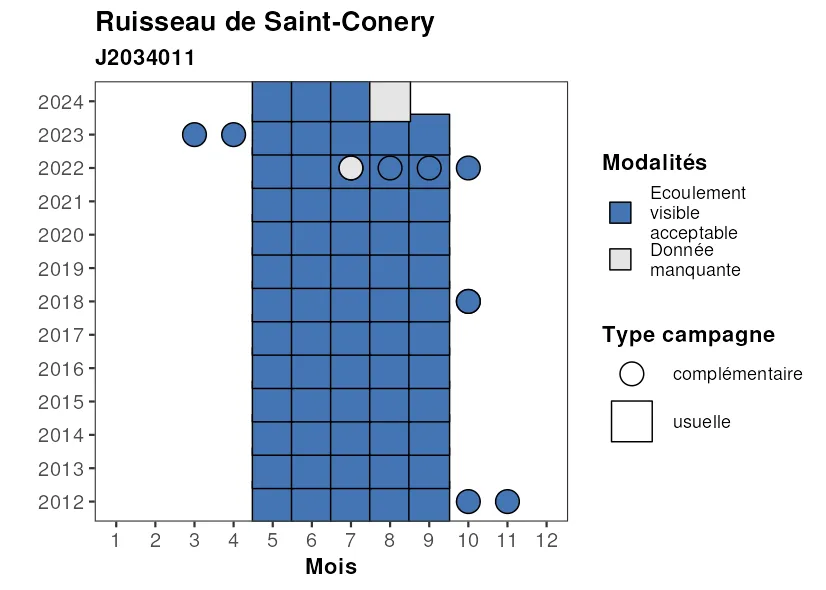 Ruisseau de Saint-Conery
J2034011
2024
2023
2022
2021
2020
2019
2018
2017
2016
2015
2014
2013
2012
1 2 3 4 5 6 7 8 9 10 11 12
Mois
Modalités
Ecoulement
visible
acceptable
Donnée
manquante
Type campagne
complémentaire
usuelle